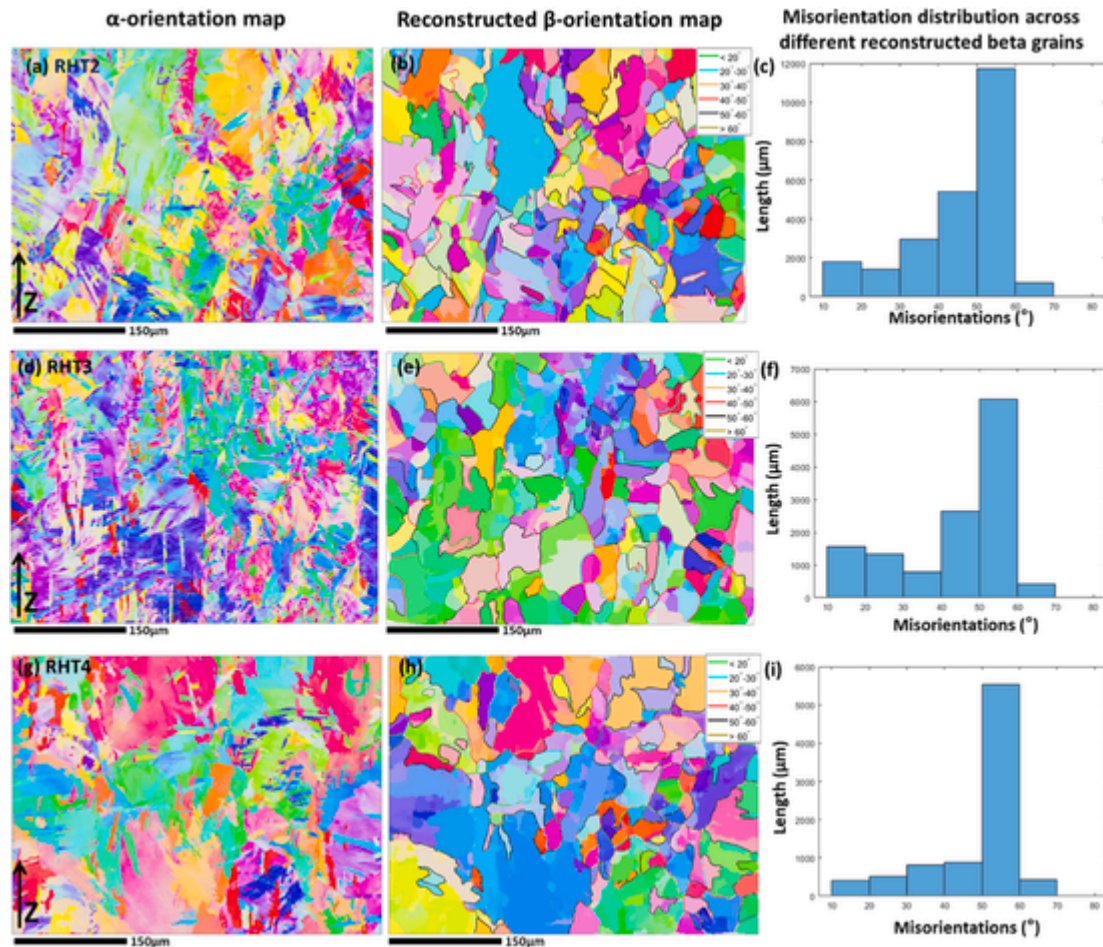 α-orientation map
Reconstructed β-orientation map
Misorientation distribution across
different reconstructed beta grains
(a) RHT2
Z
150µm
(b)
< 20°
20°-30°
30°-40°
40°-50°
50°-60°
> 60°
150µm
(c)
12000
10000
8000
6000
4000
2000
0
Length (µm)
10 20 30 40 50 60 70 80
Misorientations (°)
(d) RHT3
Z
150µm
(e)
< 20°
20°-30°
30°-40°
40°-50°
50°-60°
> 60°
150µm
(f)
7000
6000
5000
4000
3000
2000
1000
0
Length (µm)
10 20 30 40 50 60 70 80
Misorientations (°)
(g) RHT4
Z
150µm
(h)
< 20°
20°-30°
30°-40°
40°-50°
50°-60°
> 60°
150µm
(i)
6000
5000
4000
3000
2000
1000
0
Length (µm)
10 20 30 40 50 60 70 80
Misorientations (°)